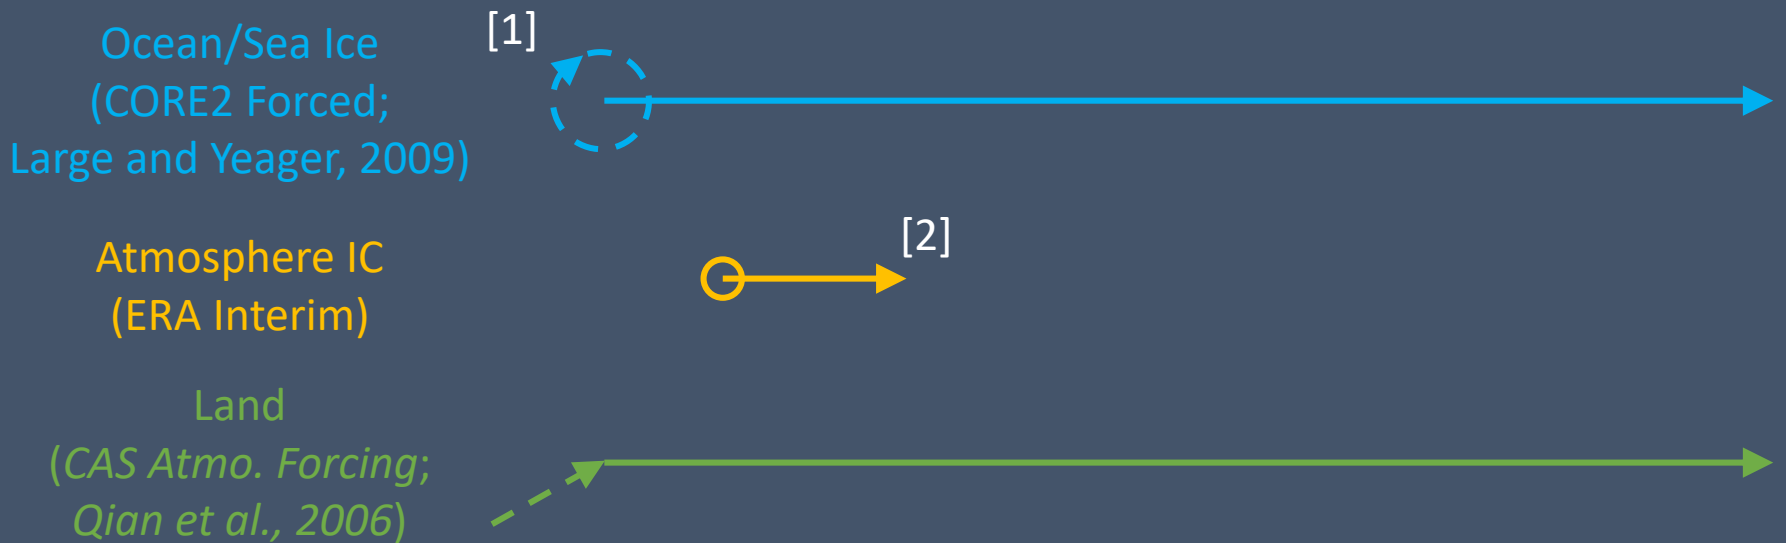 Ocean/Sea Ice
(CORE2 Forced;
Large and Yeager, 2009)
[1]
Atmosphere IC
(ERA Interim)
[2]
Land
(CAS Atmo. Forcing;
Qian et al., 2006)